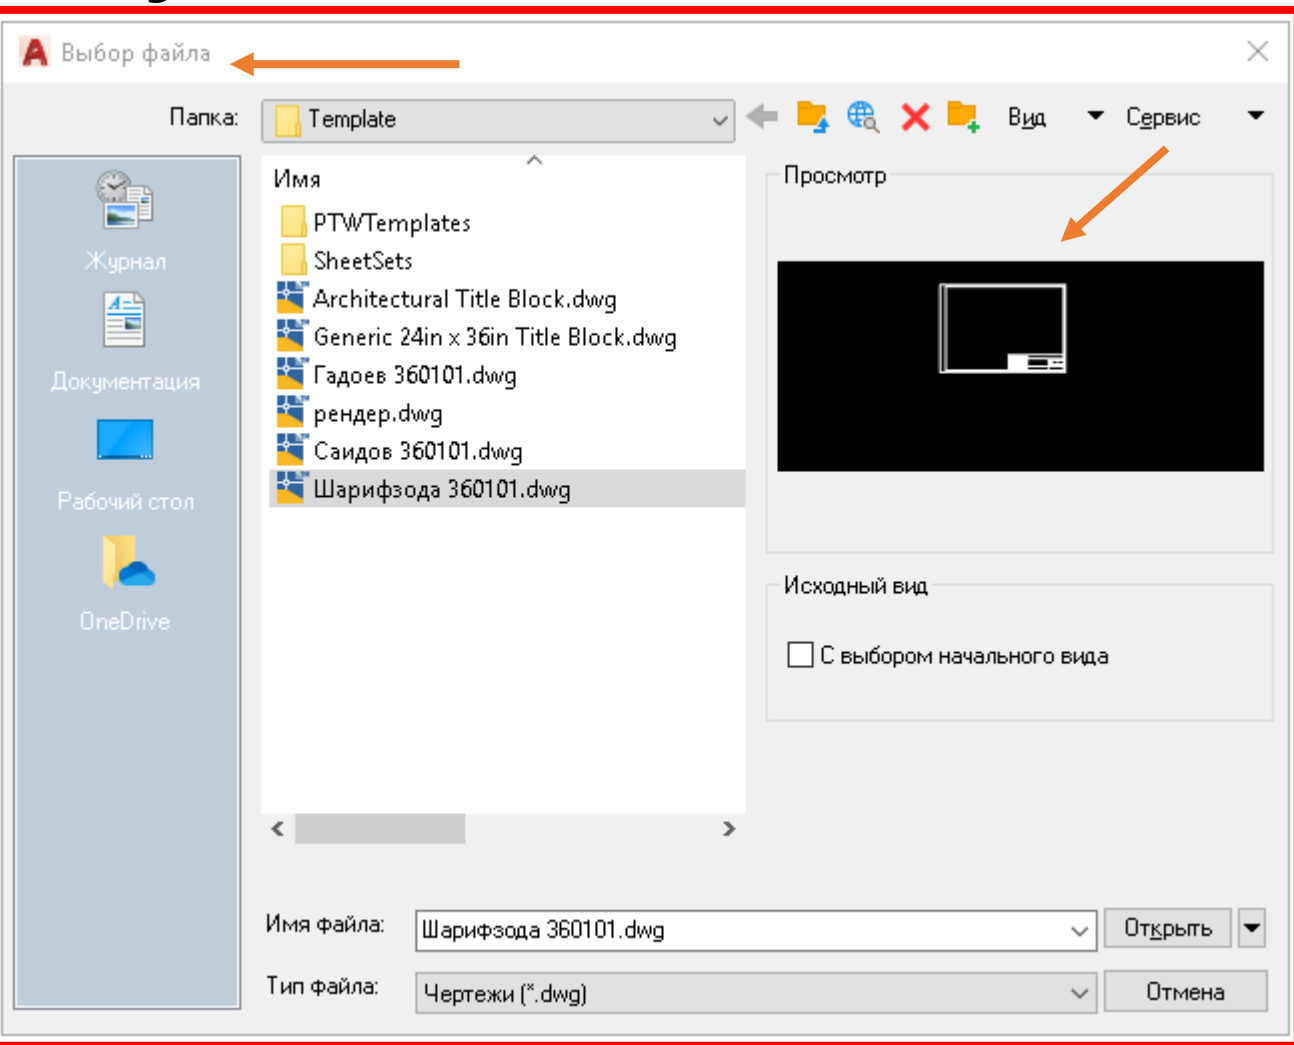 Выбор файла
Папка:
Template
Вид
Сервис
Журнал
Документация
Рабочий стол
OneDrive
Имя
PTWTemplates
SheetSets
Architectural Title Block.dwg
Generic 24in x 36in Title Block.dwg
Гадоев 360101.dwg
рендер.dwg
Саидов 360101.dwg
Шарифзода 360101.dwg
Просмотр
Исходный вид
С выбором начального вида
Имя файла:
Шарифзода 360101.dwg
Открыть
Тип файла:
Чертежи (*.dwg)
Отмена